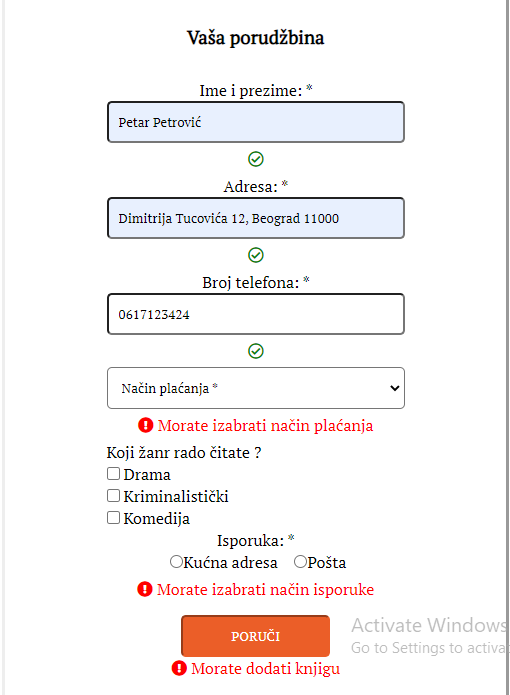 Vaša porudžbina
Ime i prezime: *
Petar Petrović
Adresa: *
Dimitrija Tucovića 12, Beograd 11000
Broj telefona: *
0617123424
Način plaćanja *
Morate izabrati način plaćanja
Koji žanr rado čitate ?
Drama
Kriminalistički
Komedija
Isporuka: *
Kućna adresa Pošta
Morate izabrati način isporuke
PORUČI
Activate Windows
Go to Settings to activa
Morate dodati knjigu